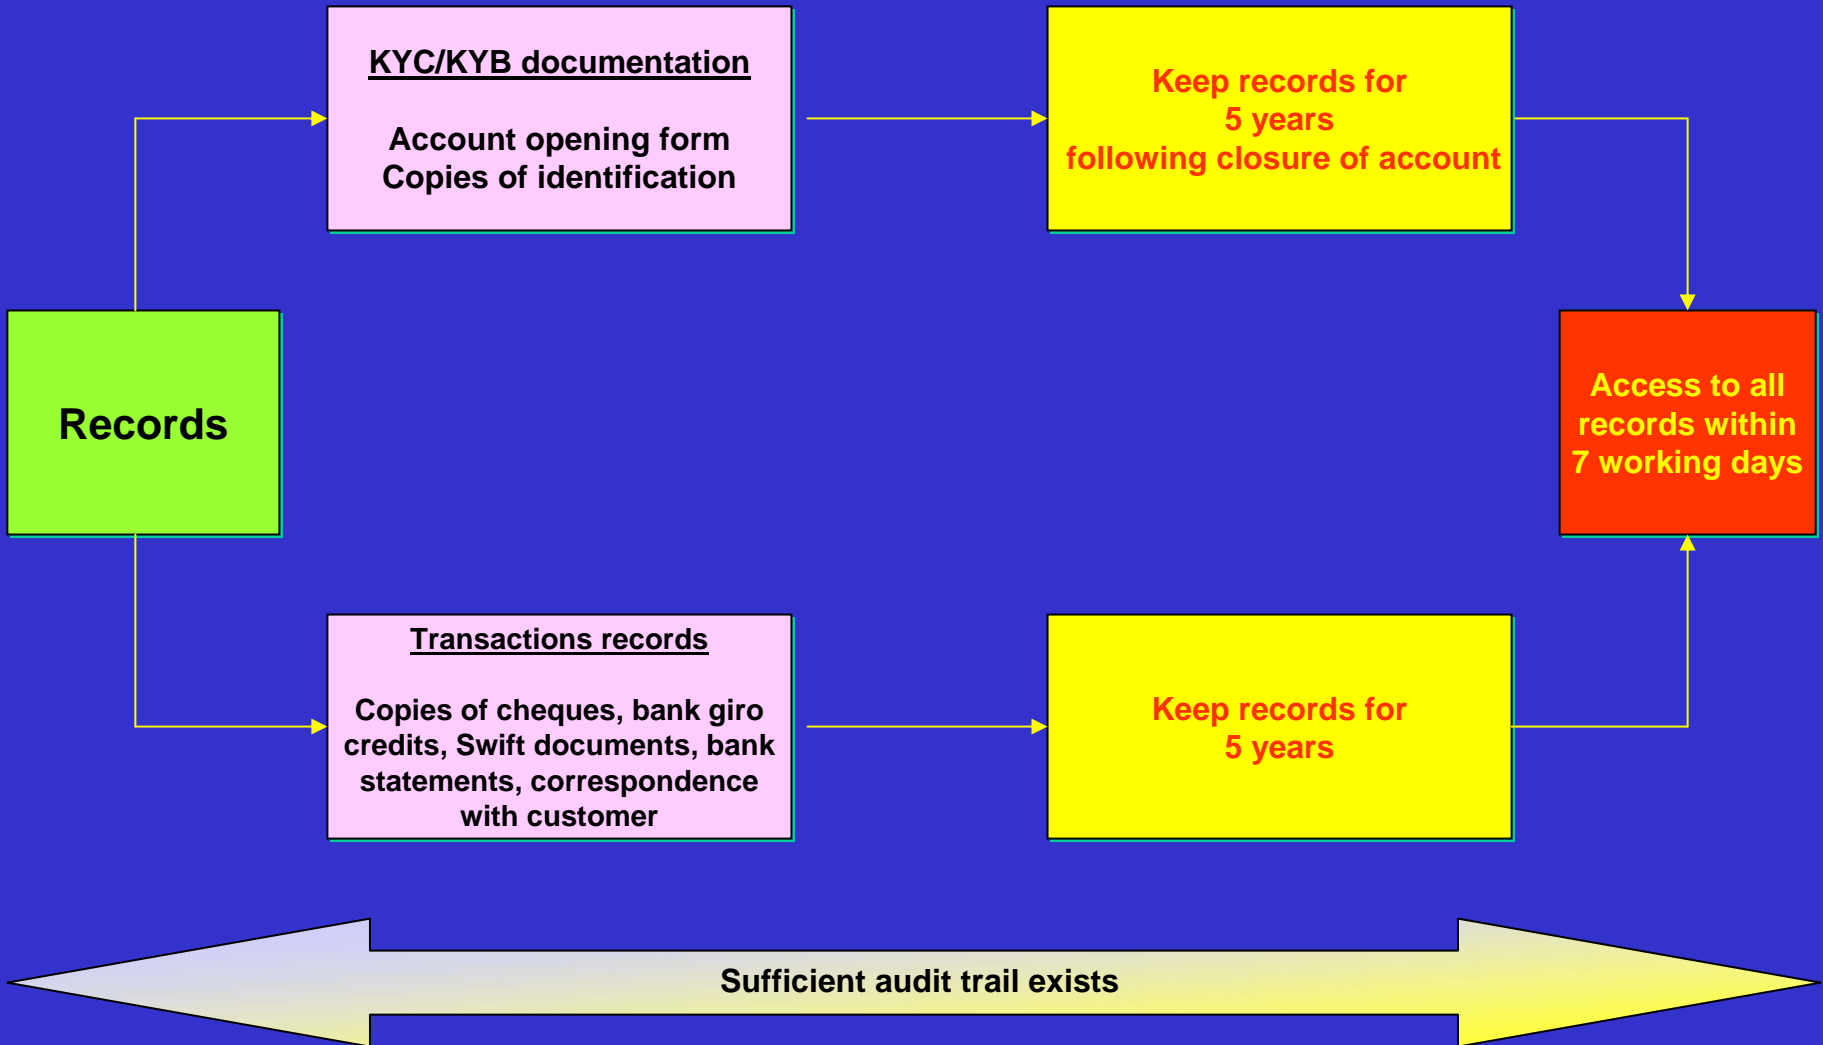 KYC/KYB documentation
Account opening form
Copies of identification
Keep records for
5 years
following closure of account
Records
Access to all
records within
7 working days
Transactions records
Copies of cheques, bank giro
credits, Swift documents, bank
statements, correspondence
with customer
Keep records for
5 years
Sufficient audit trail exists